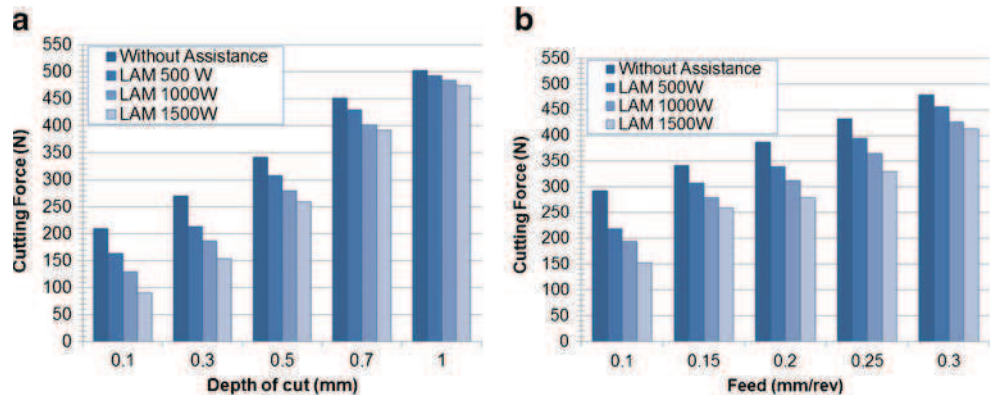 a
550
500
450
400
350
300
250
200
150
100
50
0
Cutting Force (N)
Without Assistance
LAM 500 W
LAM 1000W
LAM 1500W
0.1 0.3 0.5 0.7 1
Depth of cut (mm)
b
550
500
450
400
350
300
250
200
150
100
50
0
Cutting Force (N)
Without Assistance
LAM 500W
LAM 1000W
LAM 1500W
0.1 0.15 0.2 0.25 0.3
Feed (mm/rev)